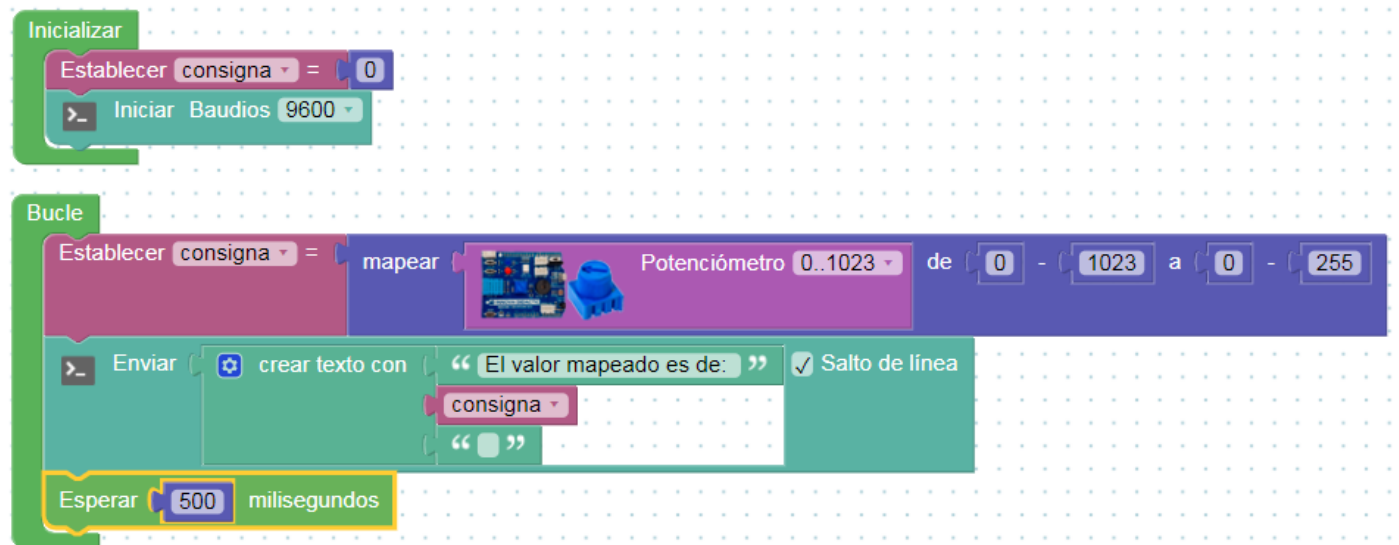 Inicializar
Establecer consigna = 0
>_ Iniciar Baudios 9600
Bucle
Establecer consigna = mapear Potenciómetro 0..1023 de 0 - 1023 a 0 - 255
>_ Enviar crear texto con “ El valor mapeado es de: ” ✓ Salto de línea
consigna
“ ”
Esperar 500 milisegundos